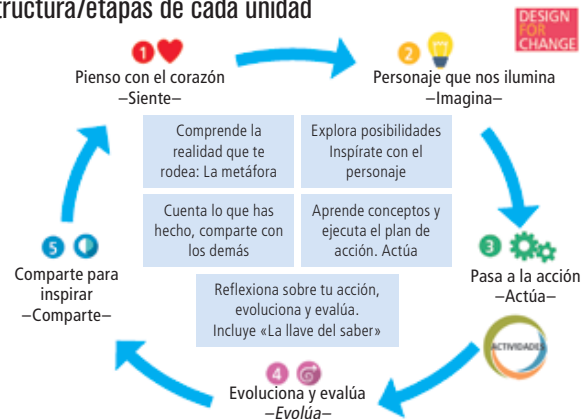 structura/etapas de cada unidad
DESIGN
FOR
CHANGE
1
Pienso con el corazón
–Siente–
2
Personaje que nos ilumina
–Imagina–
Comprende la
realidad que te
rodea: La metáfora
Explora posibilidades
Inspírate con el
personaje
Cuenta lo que has
hecho, comparte con
los demás
Aprende conceptos y
ejecuta el plan de
acción. Actúa
Reflexiona sobre tu acción,
evoluciona y evalúa.
Incluye «La llave del saber»
3
Pasa a la acción
–Actúa–
ACTIVIDADES
4
Evoluciona y evalúa
–Evolúa–
5
Comparte para
inspirar
–Comparte–